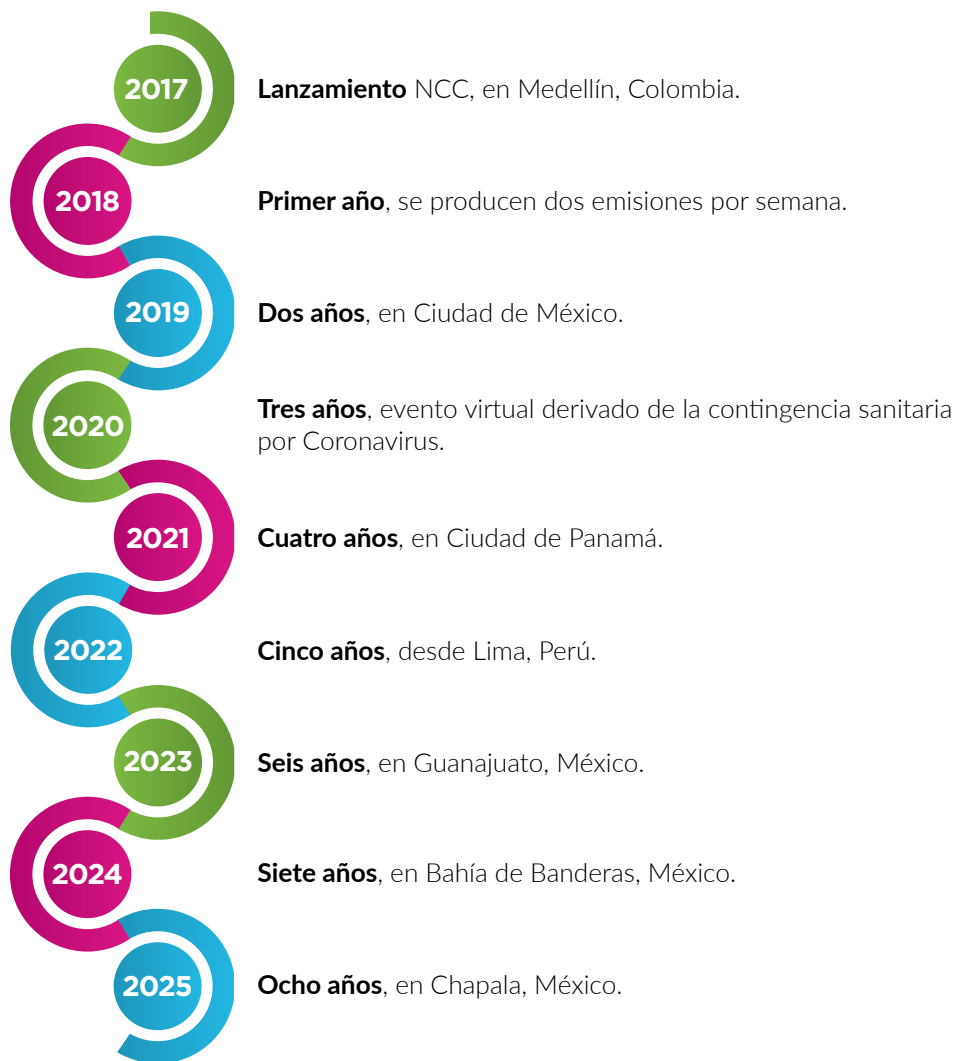 2017
Lanzamiento NCC, en Medellín, Colombia.
2018
Primer año, se producen dos emisiones por semana.
2019
Dos años, en Ciudad de México.
2020
Tres años, evento virtual derivado de la contingencia sanitaria
por Coronavirus.
2021
Cuatro años, en Ciudad de Panamá.
2022
Cinco años, desde Lima, Perú.
2023
Seis años, en Guanajuato, México.
2024
Siete años, en Bahía de Banderas, México.
2025
Ocho años, en Chapala, México.